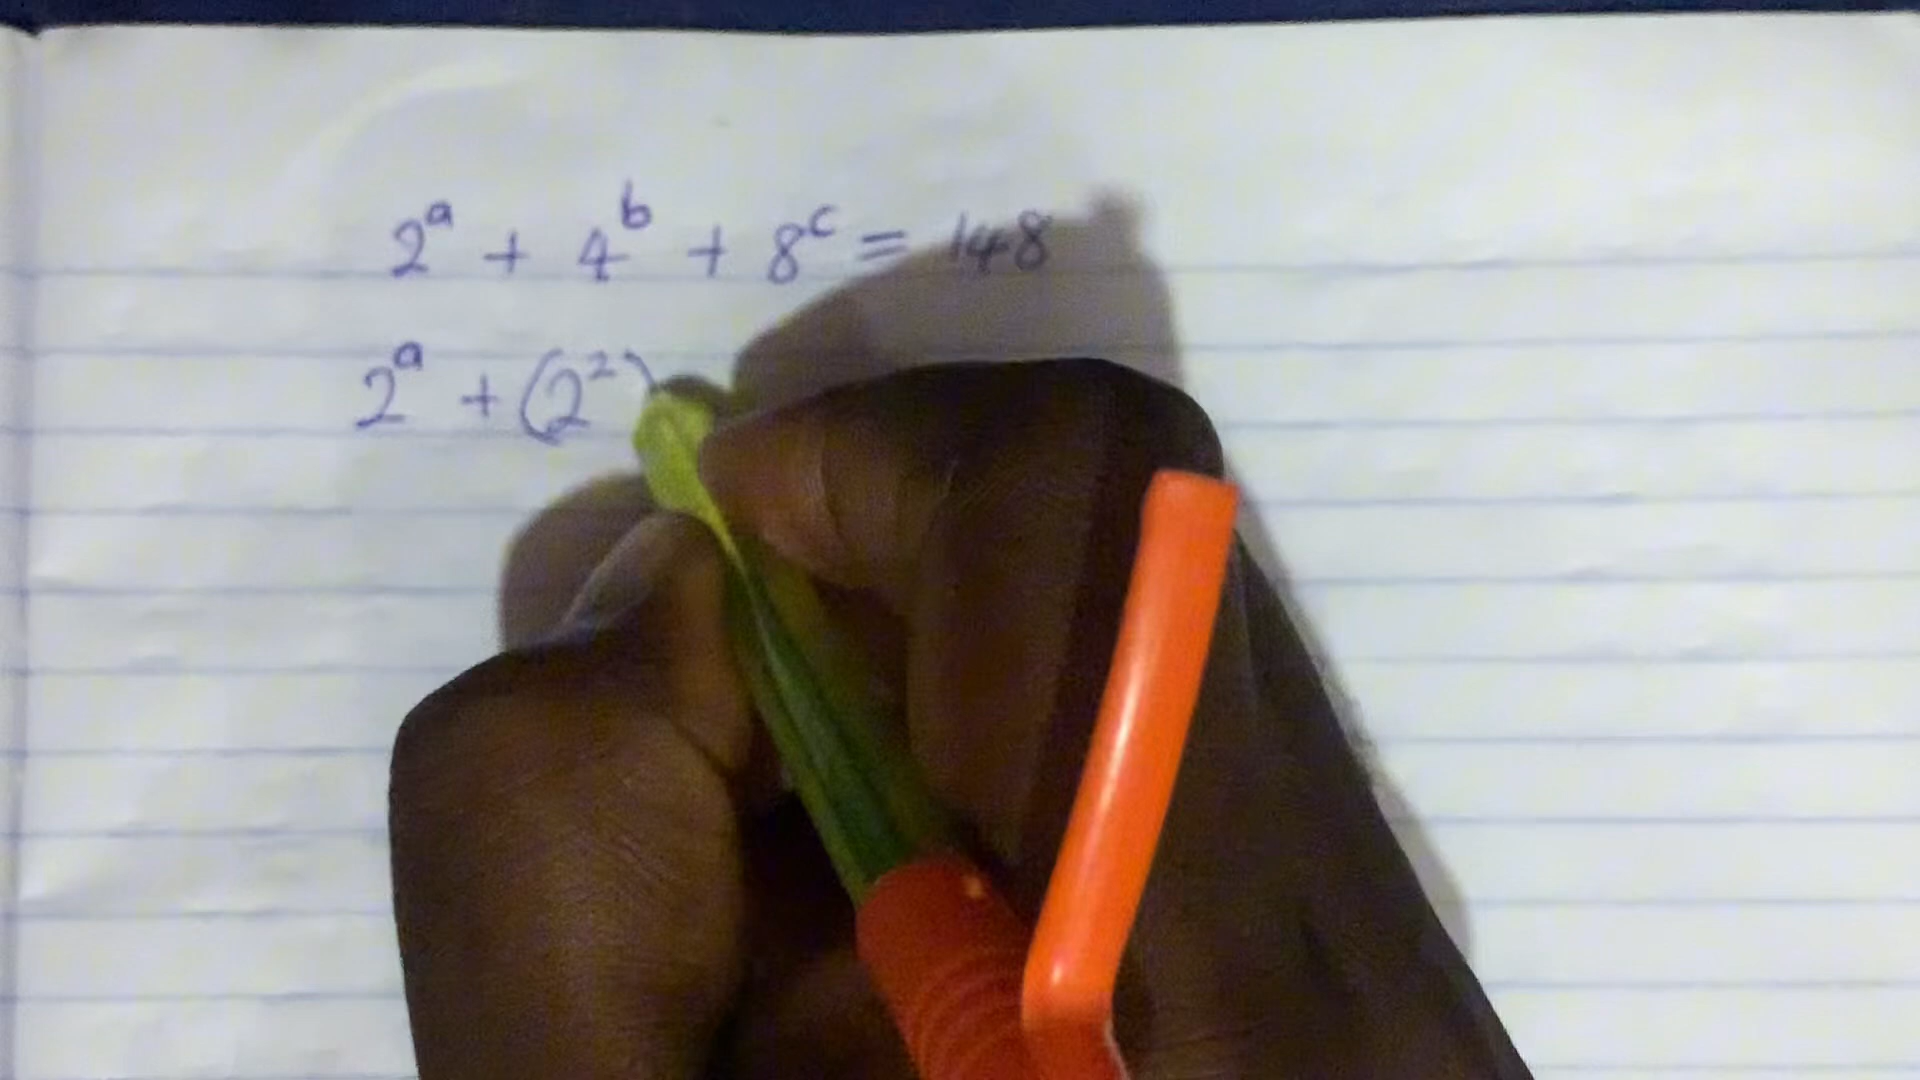 2^a + 4^b + 8^c = 148
2^a + (2^2)